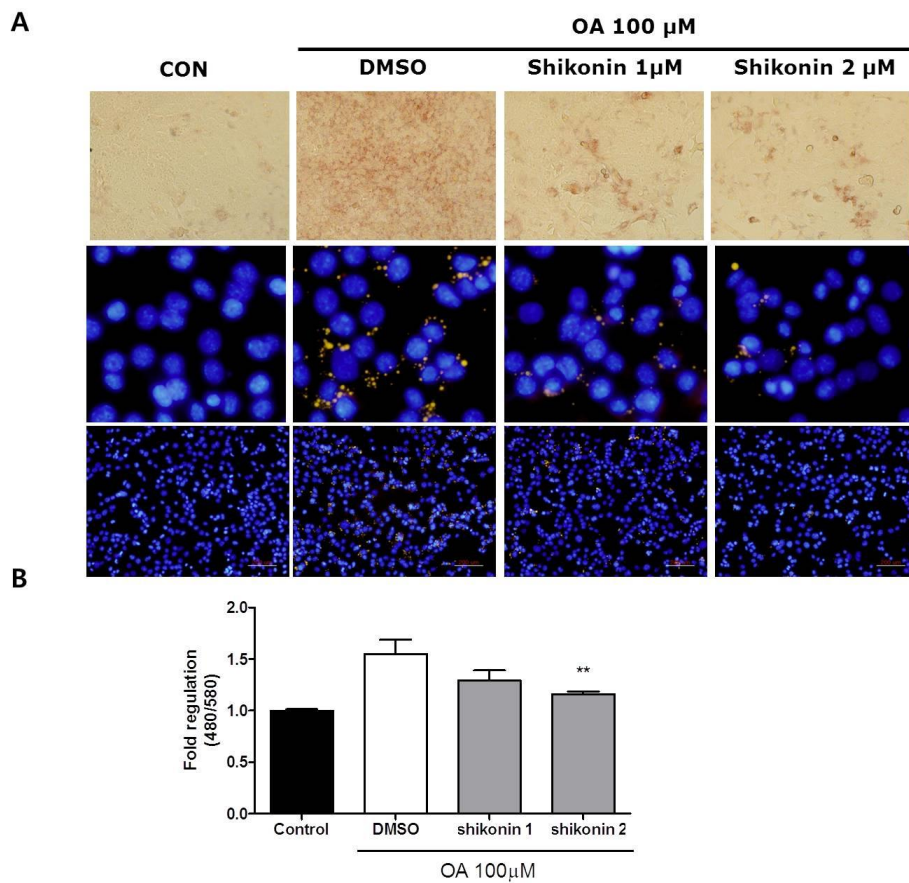 A
OA 100 µM
CON
DMSO
Shikonin 1µM
Shikonin 2 µM
B
Fold regulation
(480/580)
2.0
1.5
1.0
0.5
0.0
**
Control
DMSO
shikonin 1
shikonin 2
OA 100µM